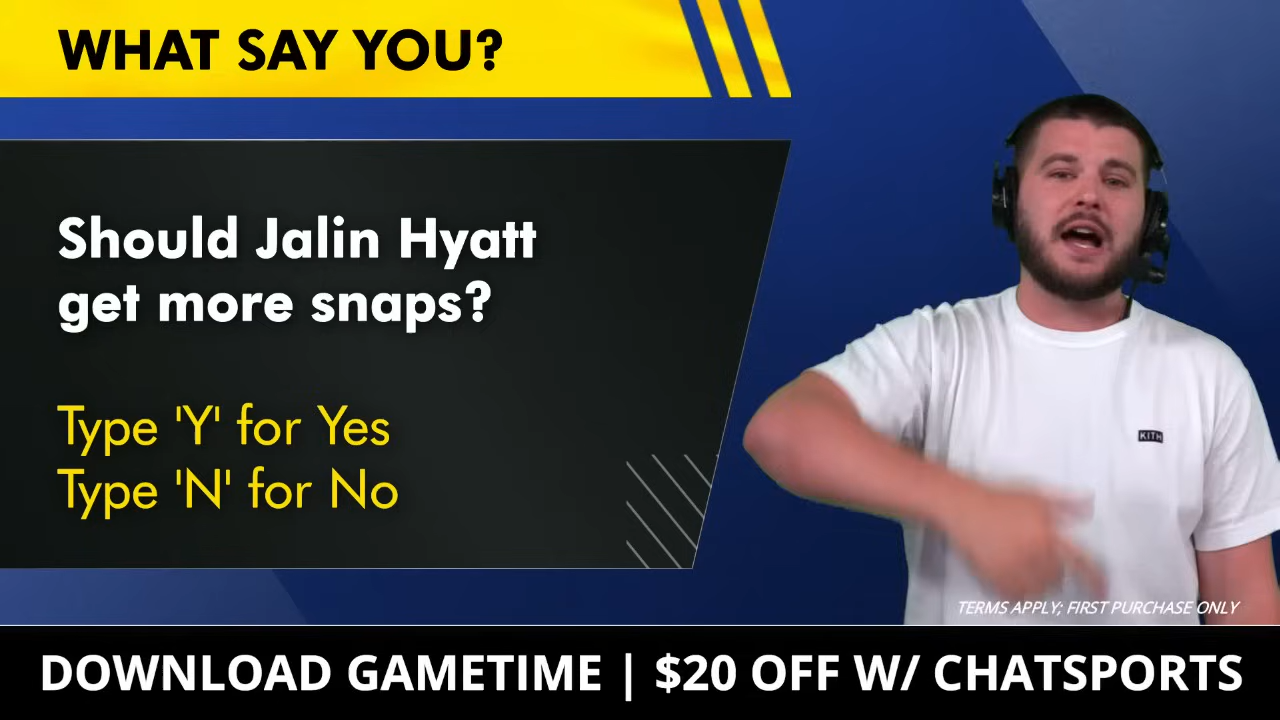 WHAT SAY YOU?
Should Jalin Hyatt
get more snaps?
Type 'Y' for Yes
Type 'N' for No
KITH
TERMS APPLY; FIRST PURCHASE ONLY
DOWNLOAD GAMETIME | $20 OFF W/ CHATSPORTS